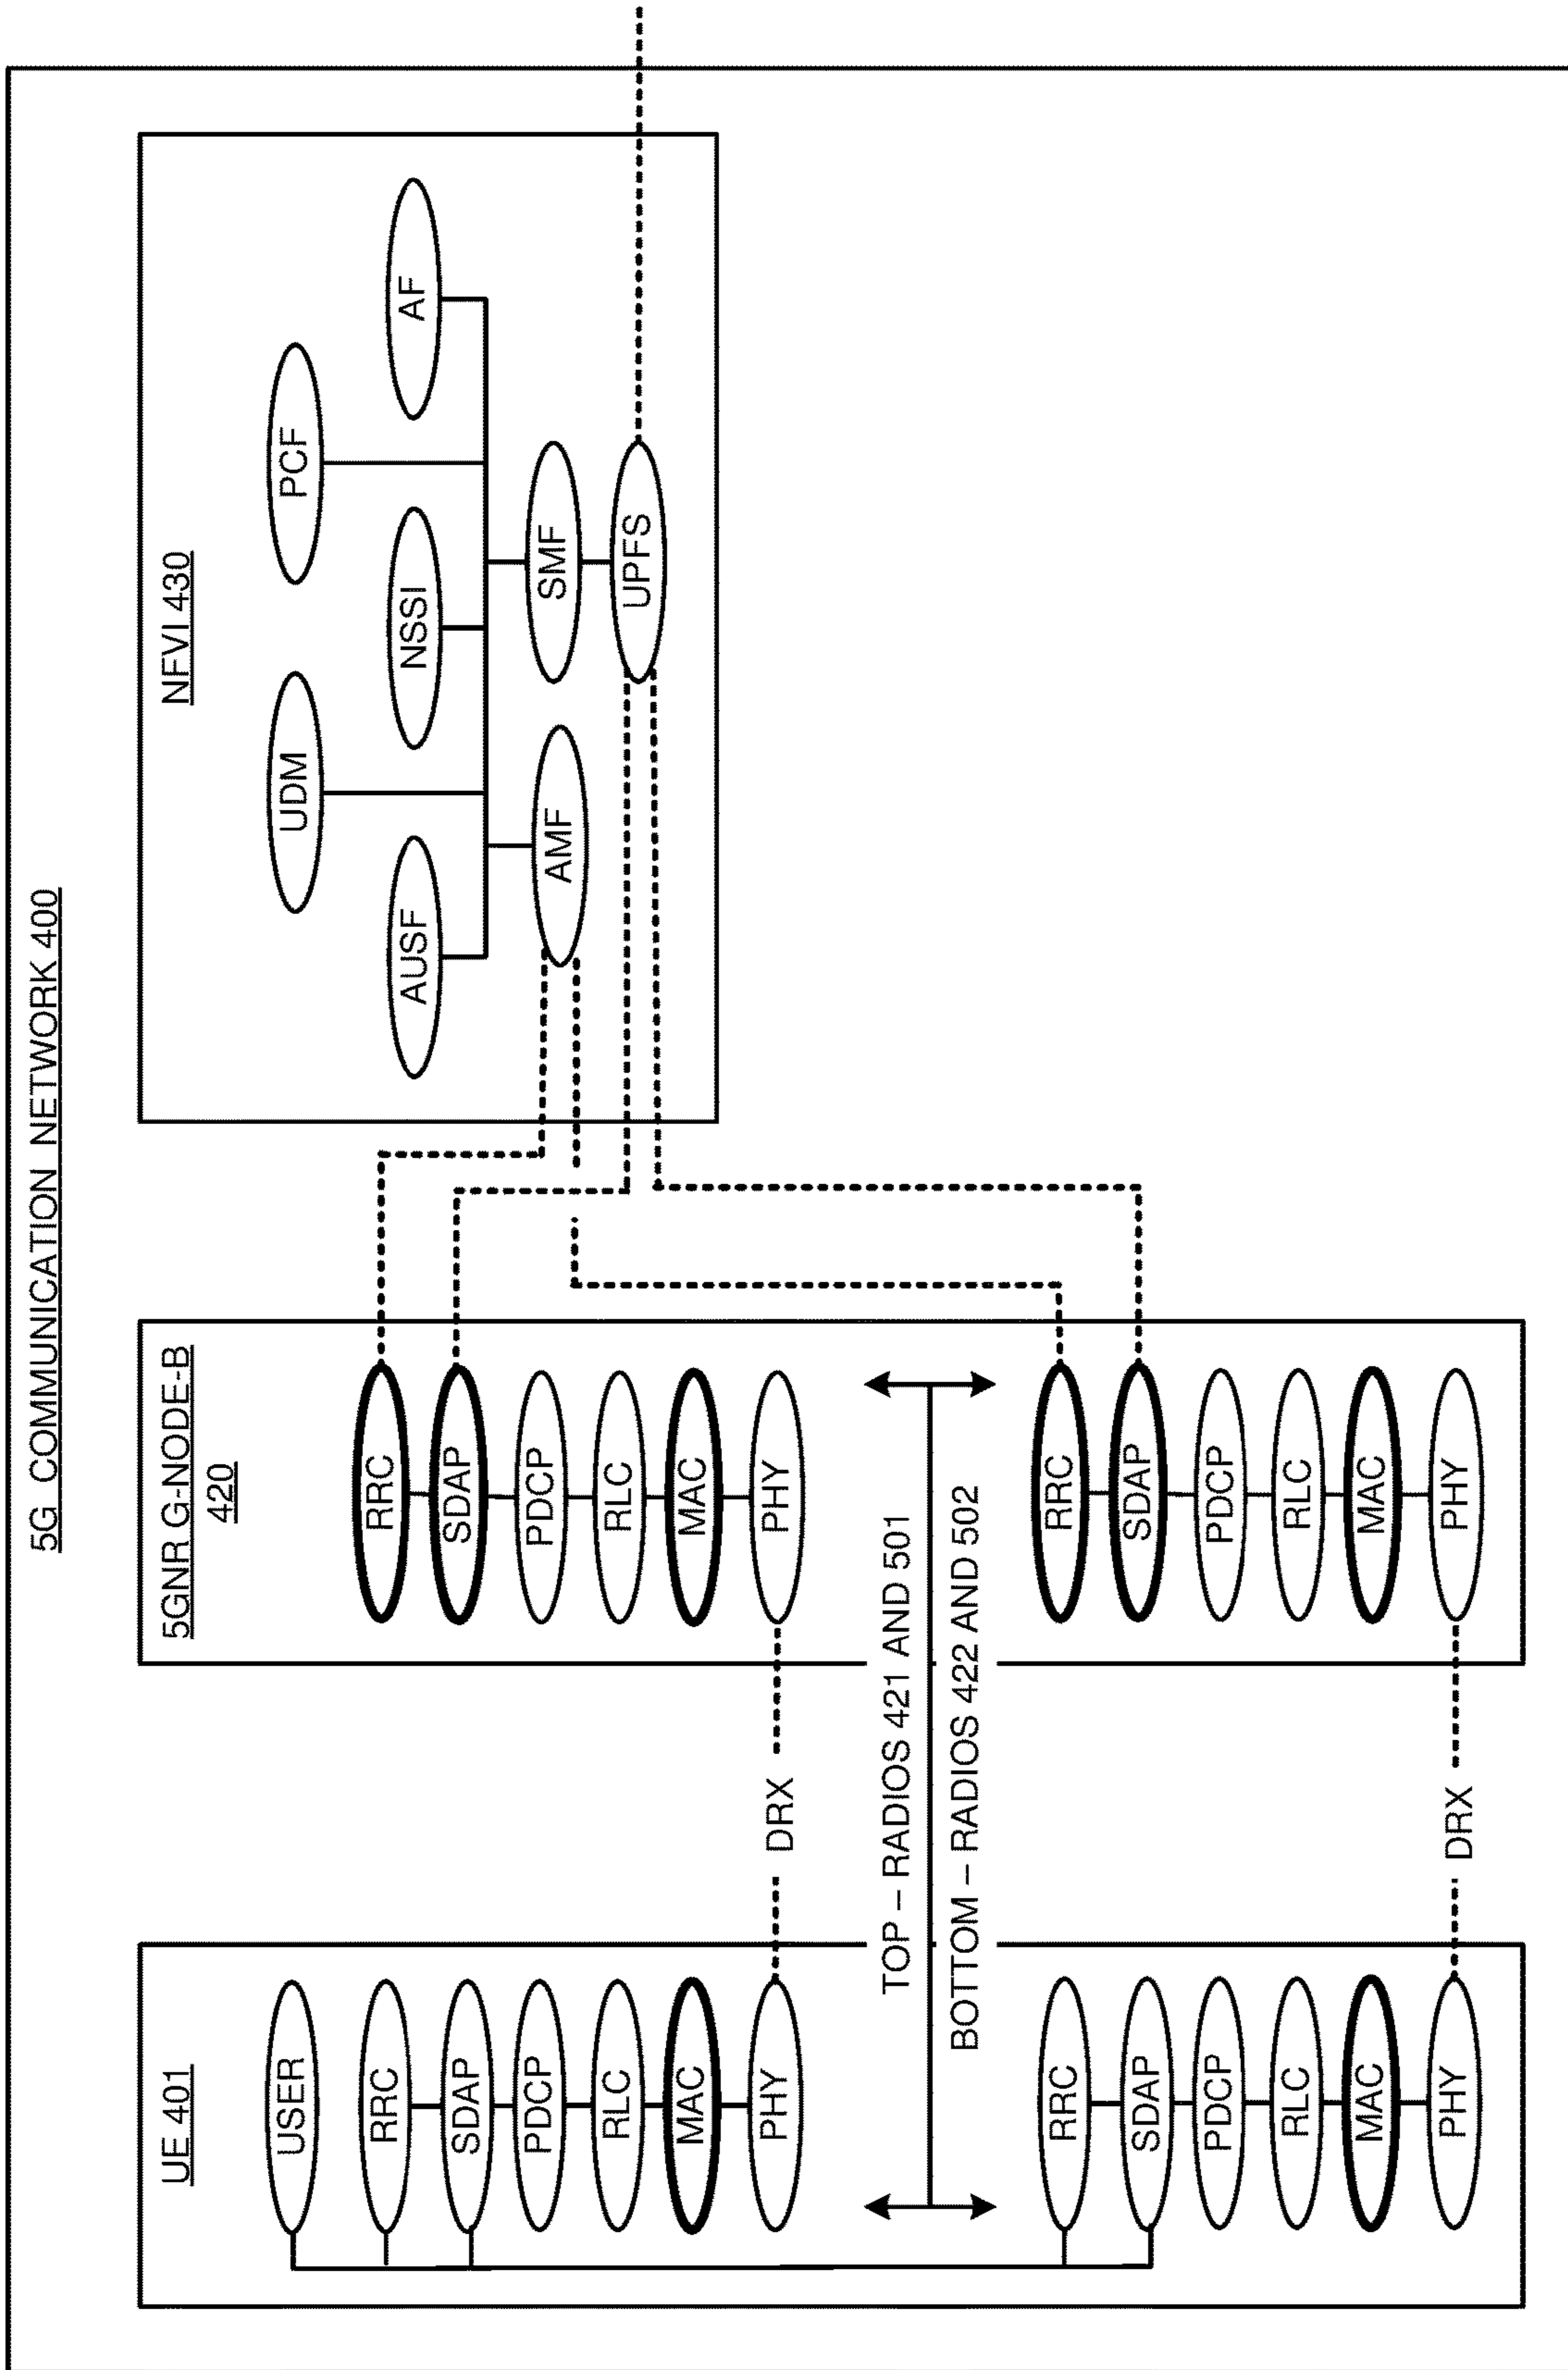 5G COMMUNICATION NETWORK 400
UE 401
USER
RRC
SDAP
PDCP
RLC
MAC
PHY
RRC
SDAP
PDCP
RLC
MAC
PHY
DRX
TOP – RADIOS 421 AND 501
BOTTOM – RADIOS 422 AND 502
DRX
5GNR G-NODE-B
420
RRC
SDAP
PDCP
RLC
MAC
PHY
RRC
SDAP
PDCP
RLC
MAC
PHY
NFVI 430
UDM
PCF
AUSF
NSSI
AF
AMF
SMF
UPFS